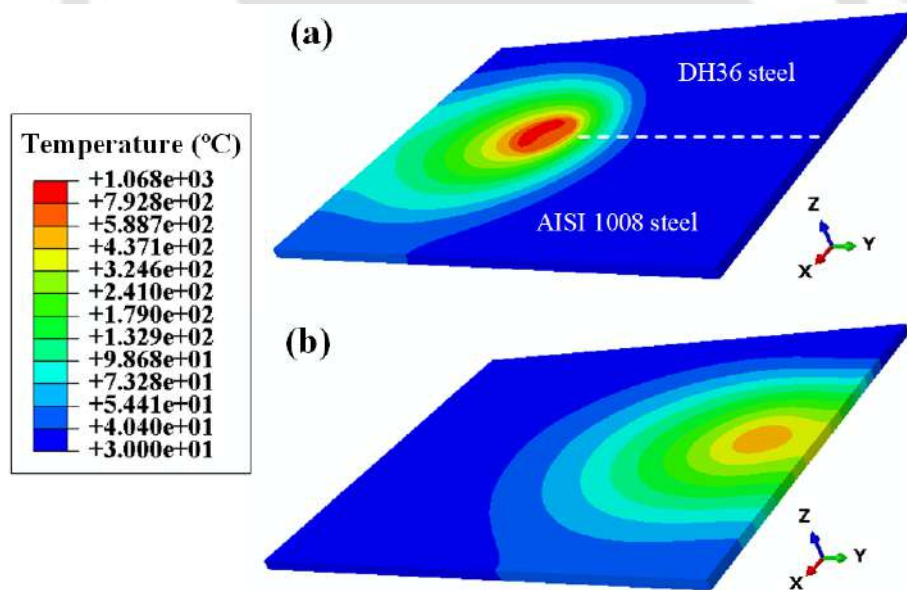 (a)
DH36 steel
Temperature (ºC)
+1.068e+03
+7.928e+02
+5.887e+02
+4.371e+02
+3.246e+02
+2.410e+02
+1.790e+02
+1.329e+02
+9.868e+01
+7.328e+01
+5.441e+01
+4.040e+01
+3.000e+01
AISI 1008 steel
Z
Y
X
(b)
Z
Y
X